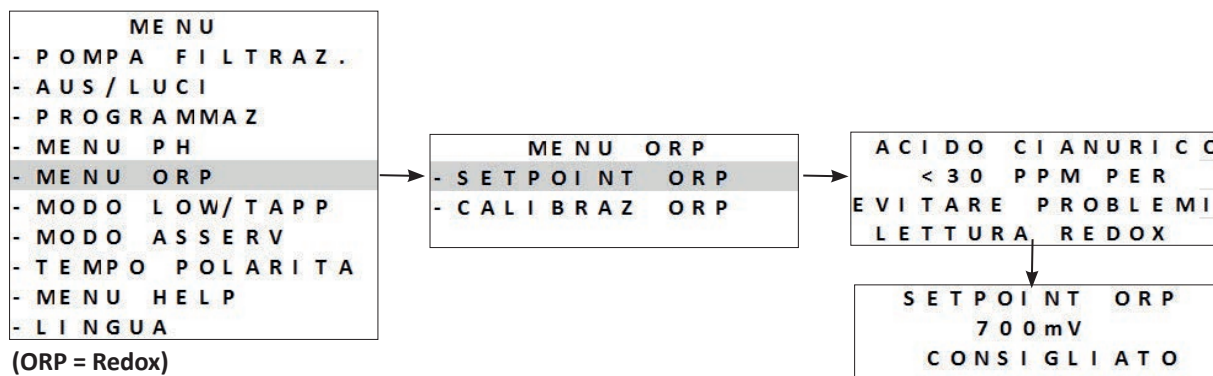 MENU
- POMPA FILTRAZ.
- AUS/LUCI
- PROGRAMMAZ
- MENU PH
- MENU ORP
- MODO LOW/TAPP
- MODO ASSERV
- TEMPO POLARITA
- MENU HELP
- LINGUA
(ORP = Redox)
MENU ORP
- SETPOINT ORP
- CALIBRAZ ORP
ACIDO CIANURICO
<30 PPM PER
EVITARE PROBLEMI
LETTURA REDOX
SETPOINT ORP
700mV
CONSIGLIATO